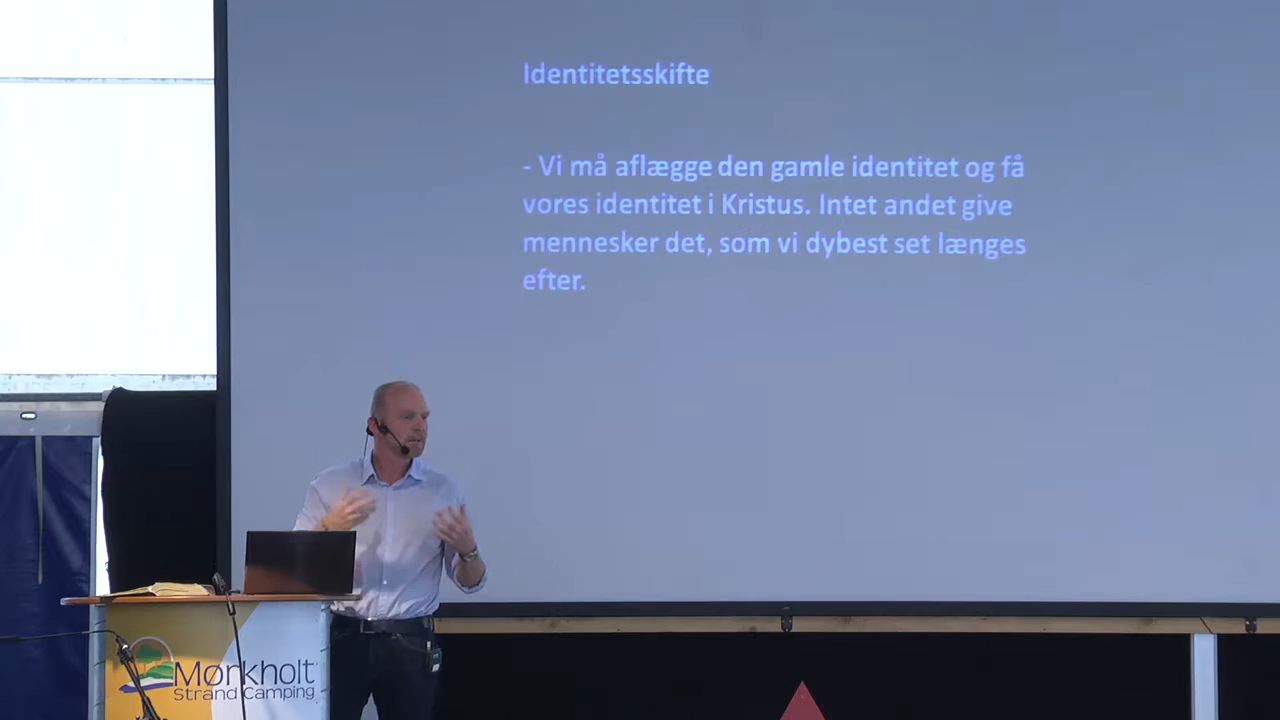 Identitetsskifte
- Vi må aflægge den gamle identitet og få
vores identitet i Kristus. Intet andet give
mennesker det, som vi dybest set længes
efter.
Mørkholt
Strand Camping